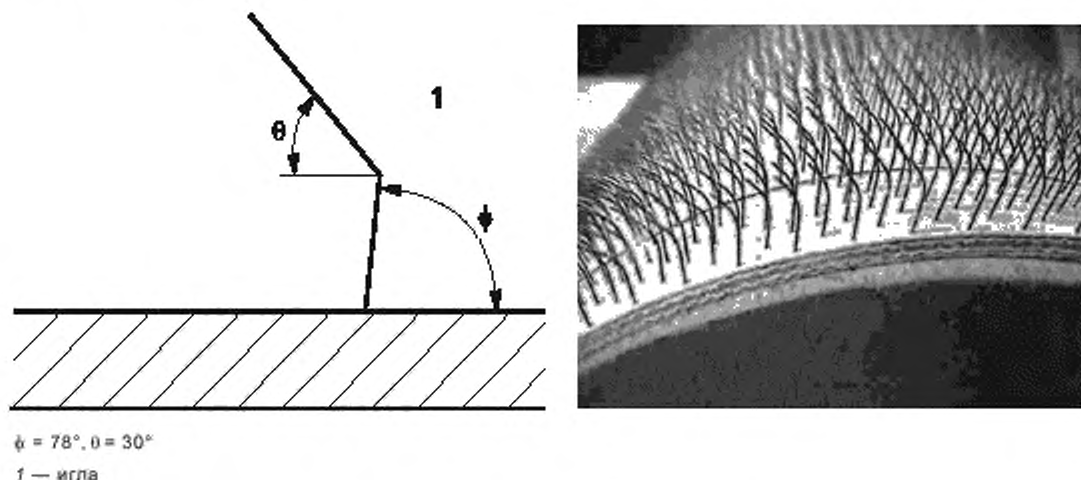 1
θ
ϕ
ϕ = 78°, θ = 30°
1 — игла